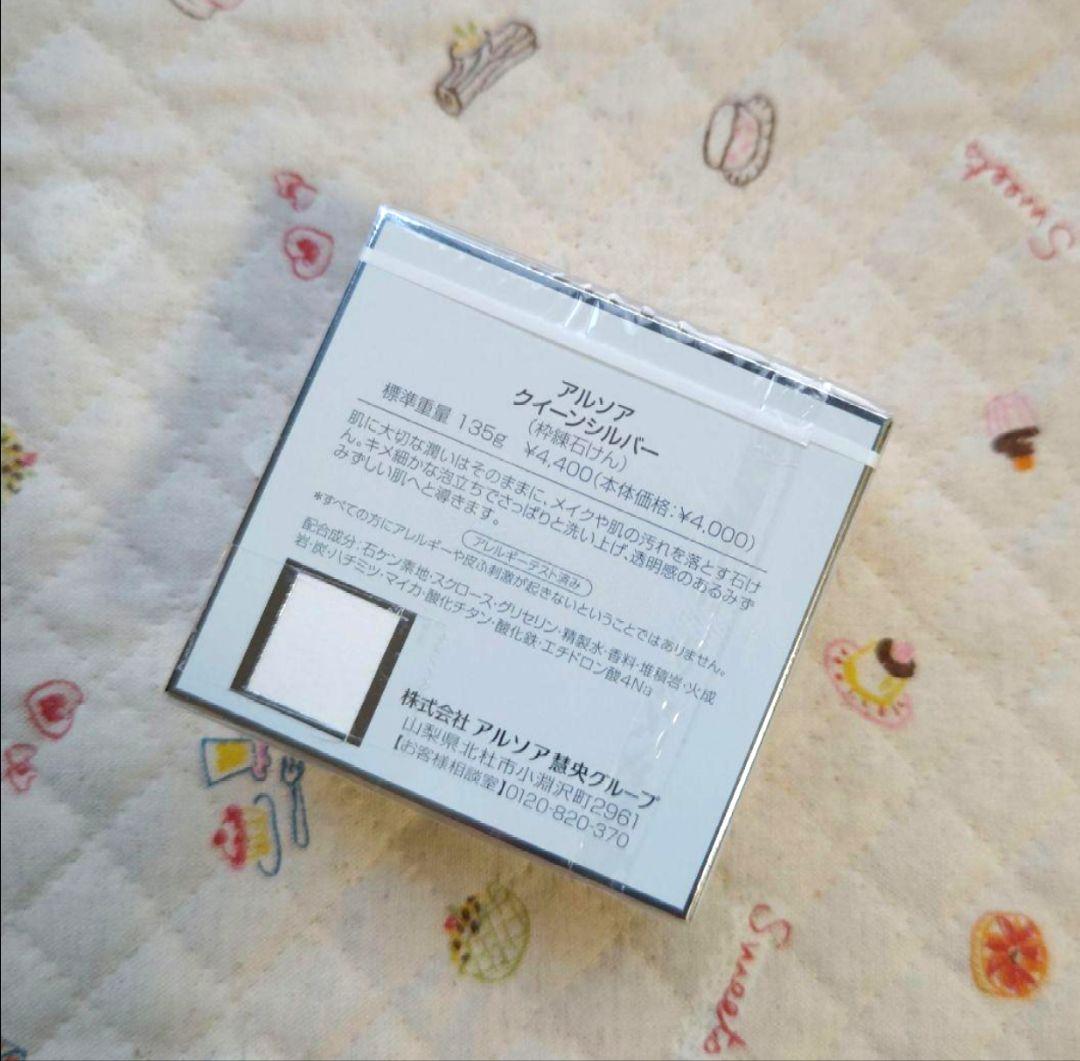 アルソア
クイーンシルバー
(枠練石けん)
標準重量 135g ¥4,400(本体価格:¥4,000)
肌に大切な潤いはそのままに、メイクや肌の汚れを落とす石け
ん。キメ細かな泡立ちでさっぱりと洗い上げ、透明感のあるみず
みずしい肌へと導きます。
アレルギーテスト済み
*すべての方にアレルギーや皮ふ刺激が起きないということではありません。
配合成分:石ケン素地・スクロース・グリセリン・精製水・香料・堆積岩・火成
岩・炭・ハチミツ・マイカ・酸化チタン・酸化鉄・エチドロン酸4Na
株式会社 アルソア慧央グループ
山梨県北杜市小淵沢町2961
【お客様相談室】0120-820-370
Sweets
Sweets